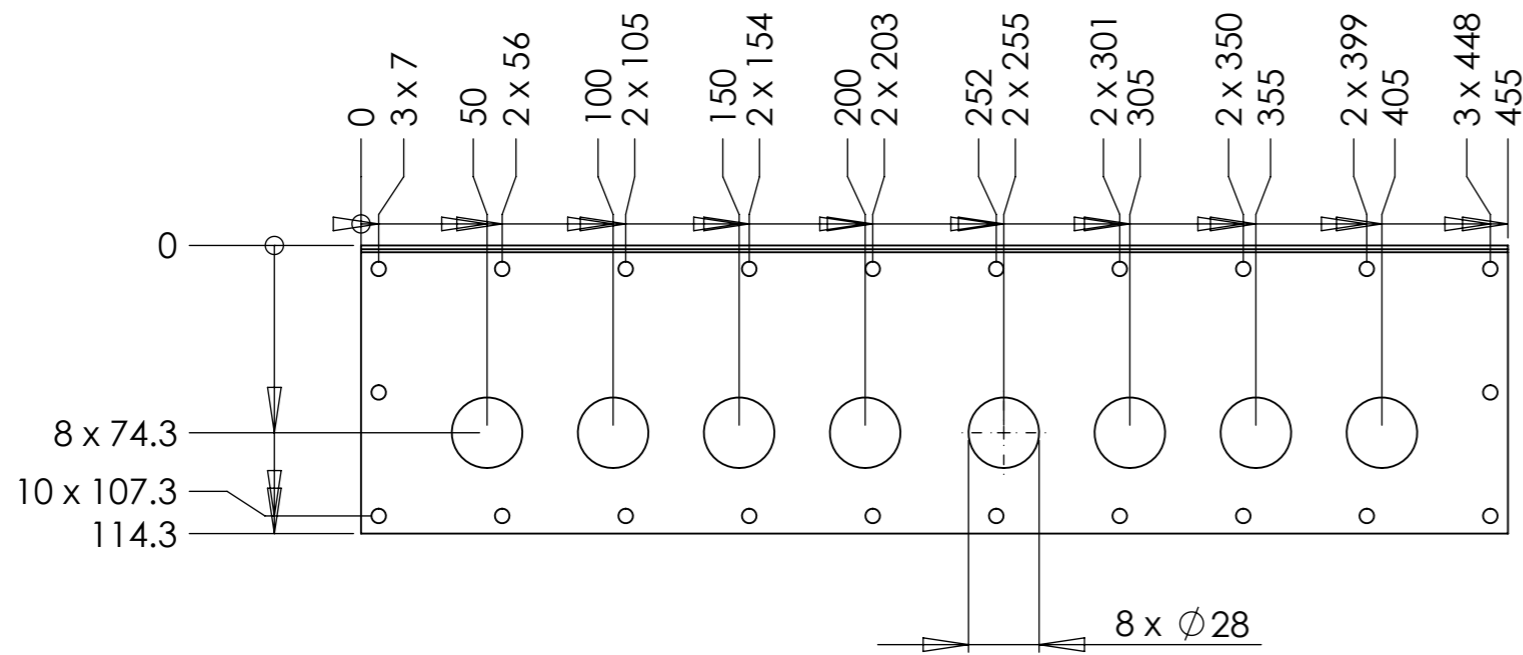 0
3 x 7
50
2 x 56
100
2 x 105
150
2 x 154
200
2 x 203
252
2 x 255
2 x 301
305
2 x 350
355
2 x 399
405
3 x 448
455
0
8 x 74.3
10 x 107.3
114.3
8 x ∅28